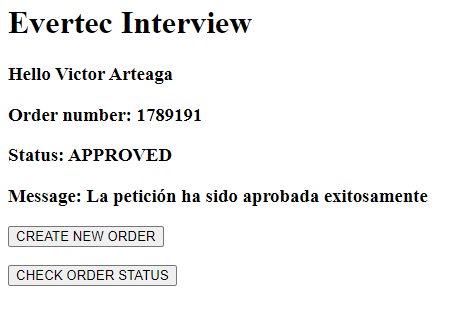 Evertec Interview
Hello Victor Arteaga
Order number: 1789191
Status: APPROVED
Message: La petición ha sido aprobada exitosamente
CREATE NEW ORDER
CHECK ORDER STATUS